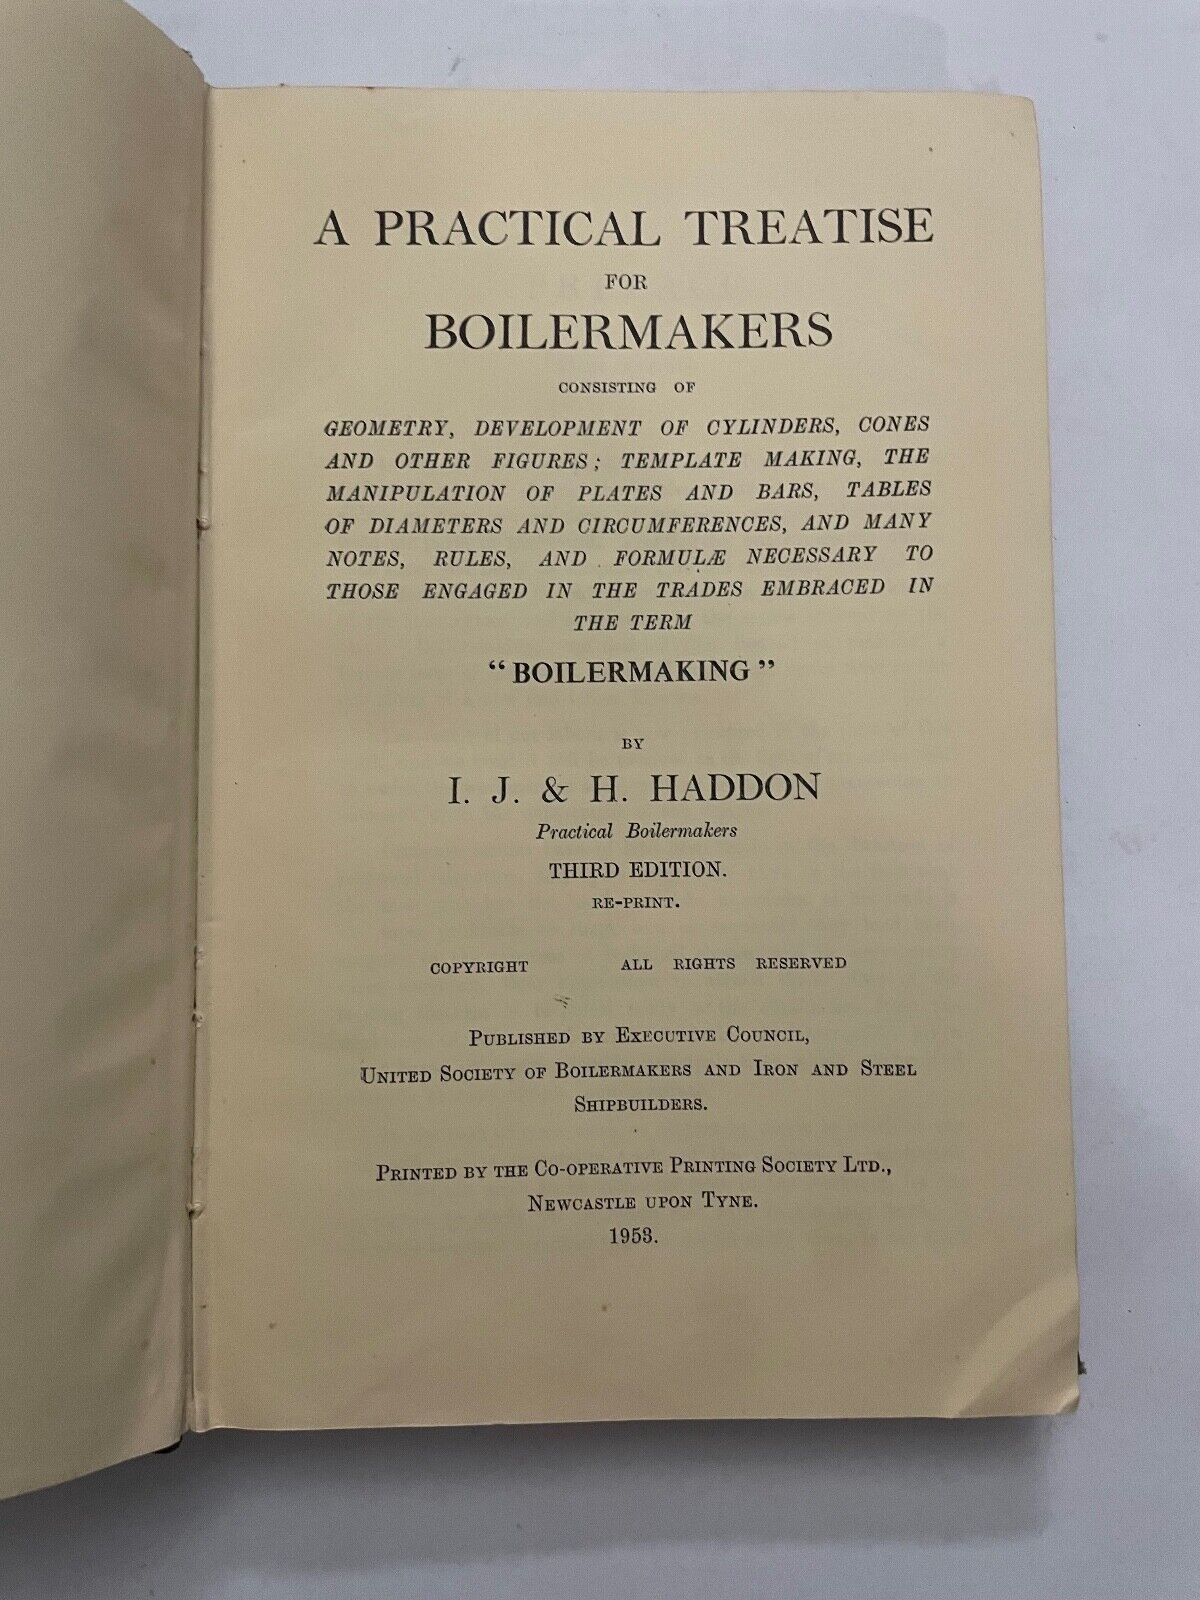 A PRACTICAL TREATISE
FOR
BOILERMAKERS
CONSISTING OF
GEOMETRY, DEVELOPMENT OF CYLINDERS, CONES
AND OTHER FIGURES; TEMPLATE MAKING, THE
MANIPULATION OF PLATES AND BARS, TABLES
OF DIAMETERS AND CIRCUMFERENCES, AND MANY
NOTES, RULES, AND FORMULÆ NECESSARY TO
THOSE ENGAGED IN THE TRADES EMBRACED IN
THE TERM
“BOILERMAKING”
BY
I. J. & H. HADDON
Practical Boilermakers
THIRD EDITION.
RE-PRINT.
COPYRIGHT ALL RIGHTS RESERVED
PUBLISHED BY EXECUTIVE COUNCIL,
UNITED SOCIETY OF BOILERMAKERS AND IRON AND STEEL
SHIPBUILDERS.
PRINTED BY THE CO-OPERATIVE PRINTING SOCIETY LTD.,
NEWCASTLE UPON TYNE.
1953.